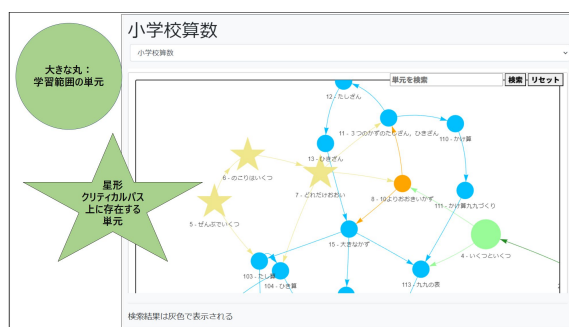 大きな丸：
学習範囲の単元
星形
クリティカルパス
上に存在する
単元
小学校算数
小学校算数
単元を検索
検索
リセット
12 - たしざん
11 - ３つのかずのたしざん，ひきざん
110 - かけ算
13 - ひきざん
6 - のこりはいくつ
7 - どれだけおおい
8 - 10よりおおきいかず
111 - かけ算九九づくり
5 - ぜんぶでいくつ
15 - 大きなかず
4 - いくつといくつ
103 - たし算
104 - ひき算
113 - 九九の表
検索結果は灰色で表示される